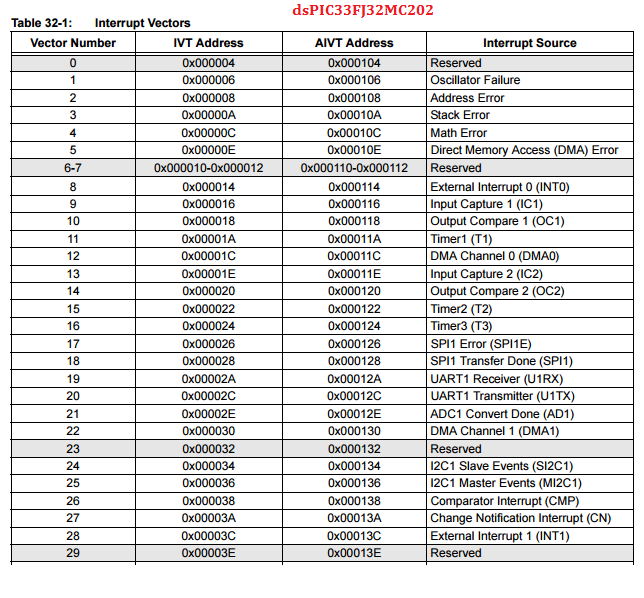 dsPIC33FJ32MC202
Table 32-1: Interrupt Vectors
Vector Number IVT Address AIVT Address Interrupt Source
0 0x000004 0x000104 Reserved
1 0x000006 0x000106 Oscillator Failure
2 0x000008 0x000108 Address Error
3 0x00000A 0x00010A Stack Error
4 0x00000C 0x00010C Math Error
5 0x00000E 0x00010E Direct Memory Access (DMA) Error
6-7 0x000010-0x000012 0x000110-0x000112 Reserved
8 0x000014 0x000114 External Interrupt 0 (INT0)
9 0x000016 0x000116 Input Capture 1 (IC1)
10 0x000018 0x000118 Output Compare 1 (OC1)
11 0x00001A 0x00011A Timer1 (T1)
12 0x00001C 0x00011C DMA Channel 0 (DMA0)
13 0x00001E 0x00011E Input Capture 2 (IC2)
14 0x000020 0x000120 Output Compare 2 (OC2)
15 0x000022 0x000122 Timer2 (T2)
16 0x000024 0x000124 Timer3 (T3)
17 0x000026 0x000126 SPI1 Error (SPI1E)
18 0x000028 0x000128 SPI1 Transfer Done (SPI1)
19 0x00002A 0x00012A UART1 Receiver (U1RX)
20 0x00002C 0x00012C UART1 Transmitter (U1TX)
21 0x00002E 0x00012E ADC1 Convert Done (AD1)
22 0x000030 0x000130 DMA Channel 1 (DMA1)
23 0x000032 0x000132 Reserved
24 0x000034 0x000134 I2C1 Slave Events (SI2C1)
25 0x000036 0x000136 I2C1 Master Events (MI2C1)
26 0x000038 0x000138 Comparator Interrupt (CMP)
27 0x00003A 0x00013A Change Notification Interrupt (CN)
28 0x00003C 0x00013C External Interrupt 1 (INT1)
29 0x00003E 0x00013E Reserved